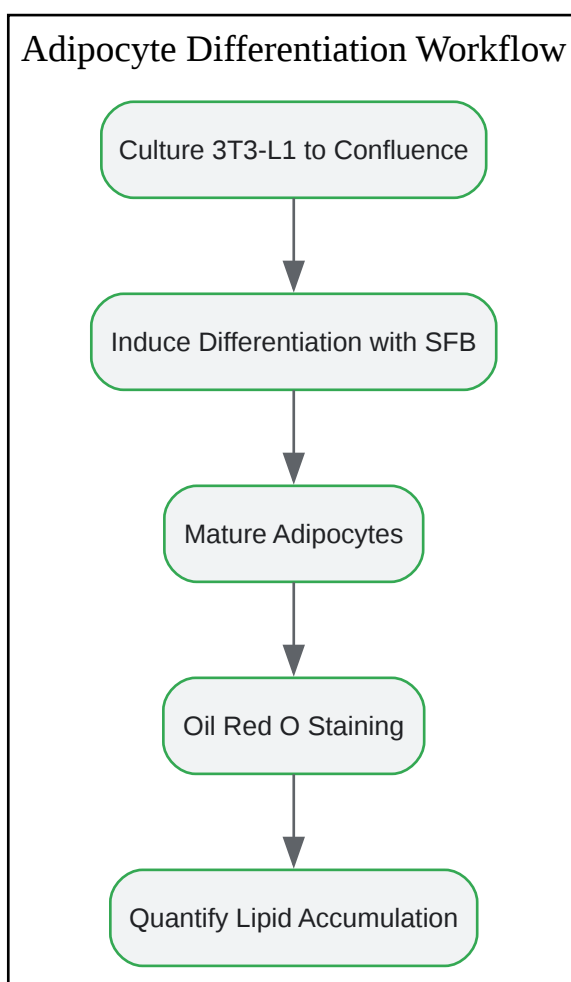 Adipocyte Differentiation Workflow
Culture 3T3-L1 to Confluence
Induce Differentiation with SFB
Mature Adipocytes
Oil Red O Staining
Quantify Lipid Accumulation